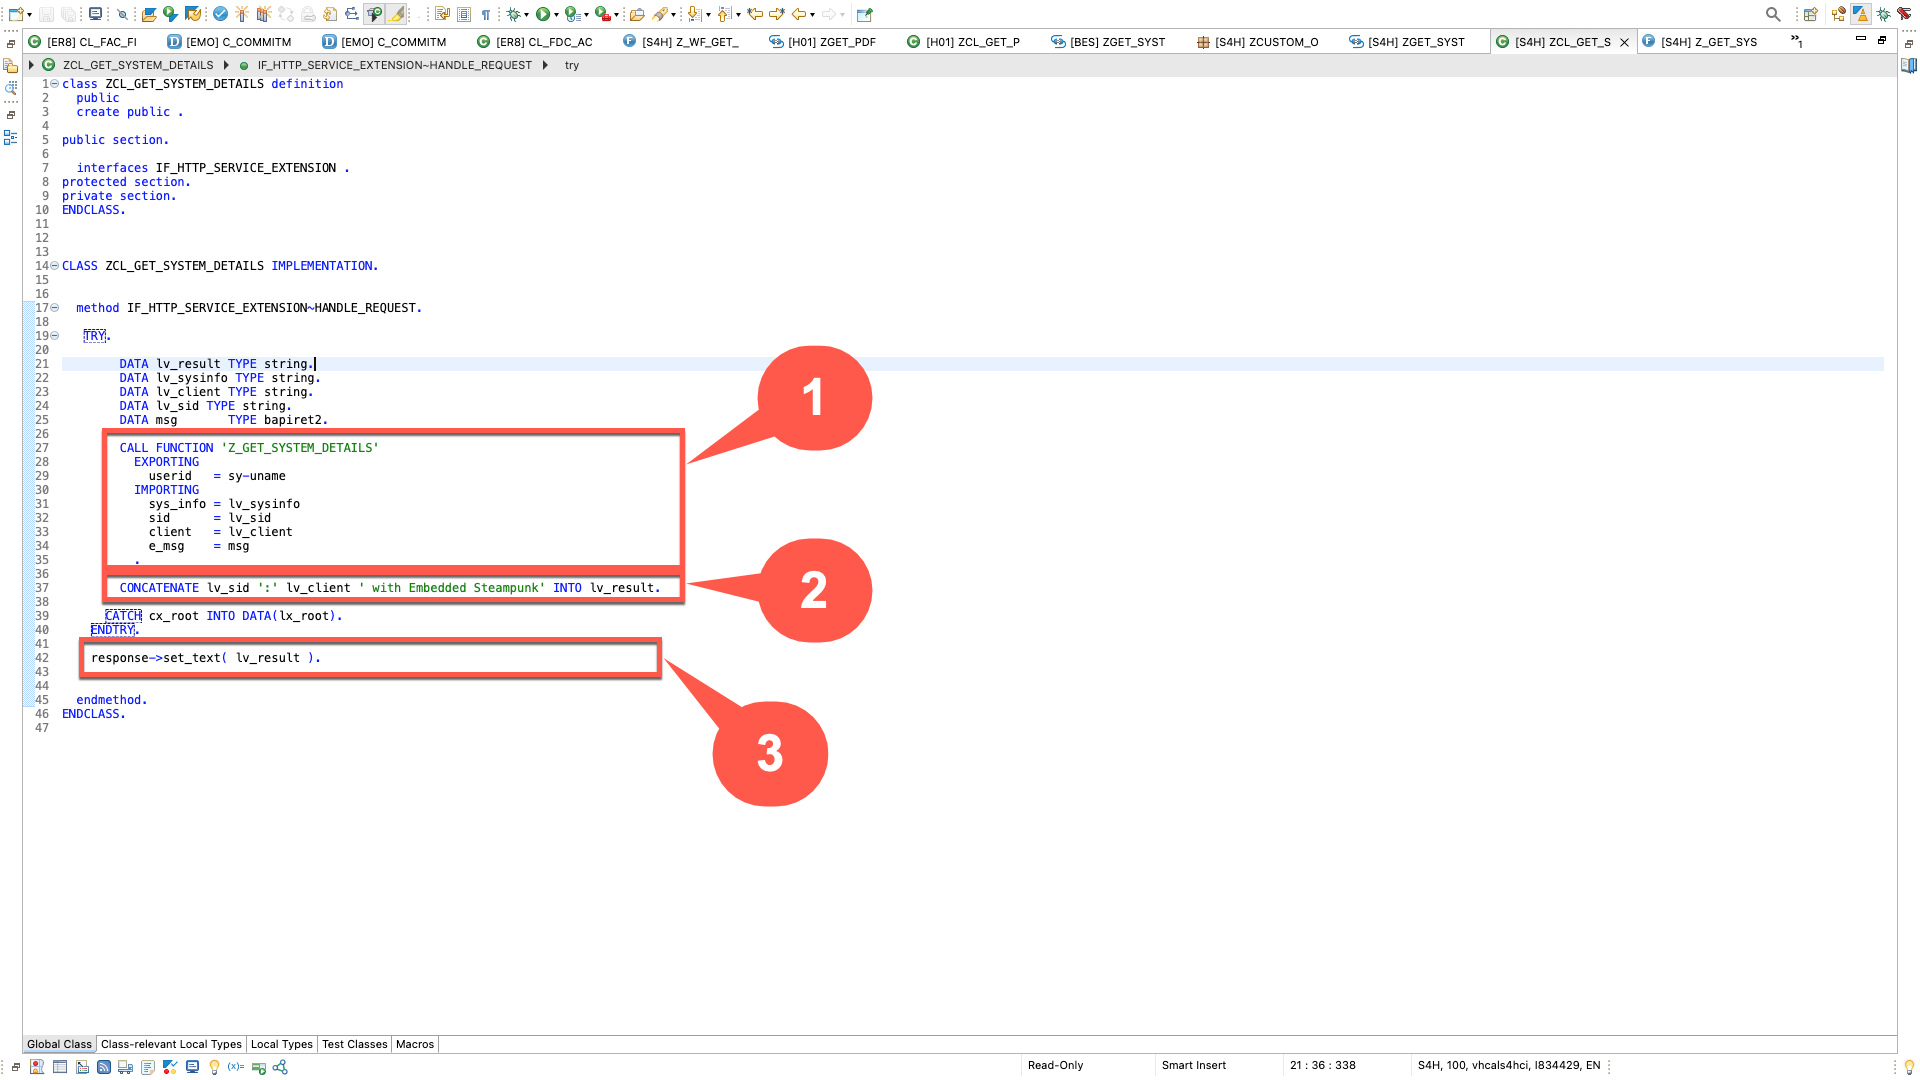 [ER8] CL_FAC_FI
[EMO] C_COMMITM
[EMO] C_COMMITM
[ER8] CL_FDC_AC
[S4H] Z_WF_GET_
[H01] ZGET_PDF
[H01] ZCL_GET_P
[BES] ZGET_SYST
[S4H] ZCUSTOM_O
[S4H] ZGET_SYST
[S4H] ZCL_GET_S
[S4H] Z_GET_SYS
ZCL_GET_SYSTEM_DETAILS IF_HTTP_SERVICE_EXTENSION~HANDLE_REQUEST try
1 class ZCL_GET_SYSTEM_DETAILS definition
2 public
3 create public .
4
5 public section.
6
7 interfaces IF_HTTP_SERVICE_EXTENSION .
8 protected section.
9 private section.
10 ENDCLASS.
11
12
13
14 CLASS ZCL_GET_SYSTEM_DETAILS IMPLEMENTATION.
15
16
17 method IF_HTTP_SERVICE_EXTENSION~HANDLE_REQUEST.
18
19 TRY.
20
21 DATA lv_result TYPE string.
22 DATA lv_sysinfo TYPE string.
23 DATA lv_client TYPE string.
24 DATA lv_sid TYPE string.
25 DATA msg TYPE bapiret2.
26
27 CALL FUNCTION 'Z_GET_SYSTEM_DETAILS'
28 EXPORTING
29 userid = sy-uname
30 IMPORTING
31 sys_info = lv_sysinfo
32 sid = lv_sid
33 client = lv_client
34 e_msg = msg
35 .
36
37 CONCATENATE lv_sid ':' lv_client ' with Embedded Steampunk' INTO lv_result.
38
39 CATCH cx_root INTO DATA(lx_root).
40 ENDTRY.
41
42 response->set_text( lv_result ).
43
44
45 endmethod.
46 ENDCLASS.
47
1
2
3
Global Class Class-relevant Local Types Local Types Test Classes Macros
Read-Only Smart Insert 21 : 36 : 338 S4H, 100, vhcals4hci, I834429, EN